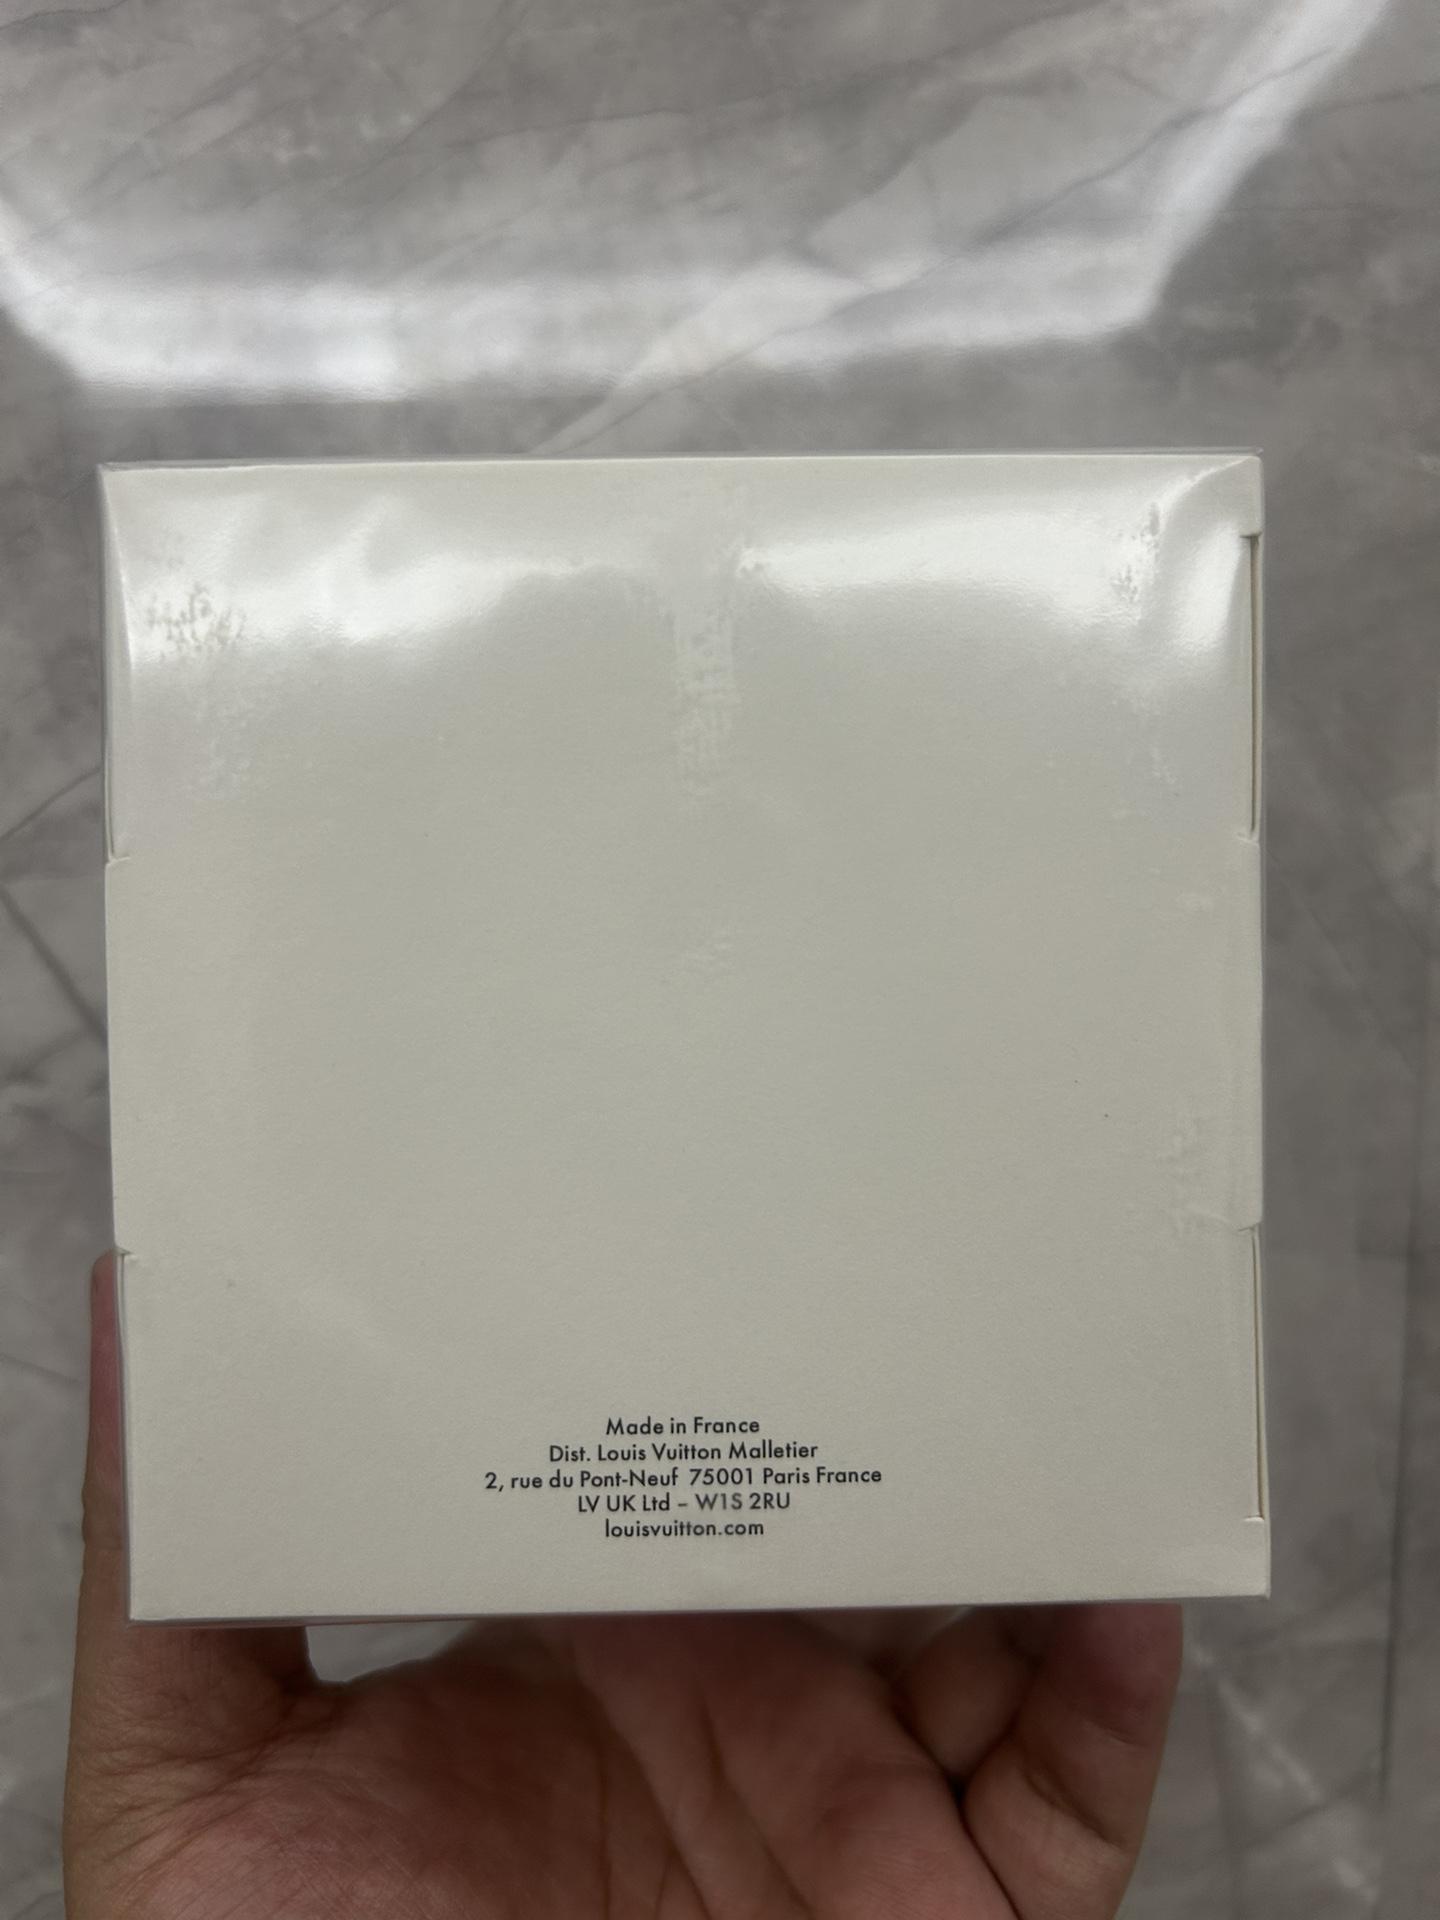 Made in France
Dist. Louis Vuitton Malletier
2, rue du Pont-Neuf 75001 Paris France
LV UK Ltd – W1S 2RU
louisvuitton.com